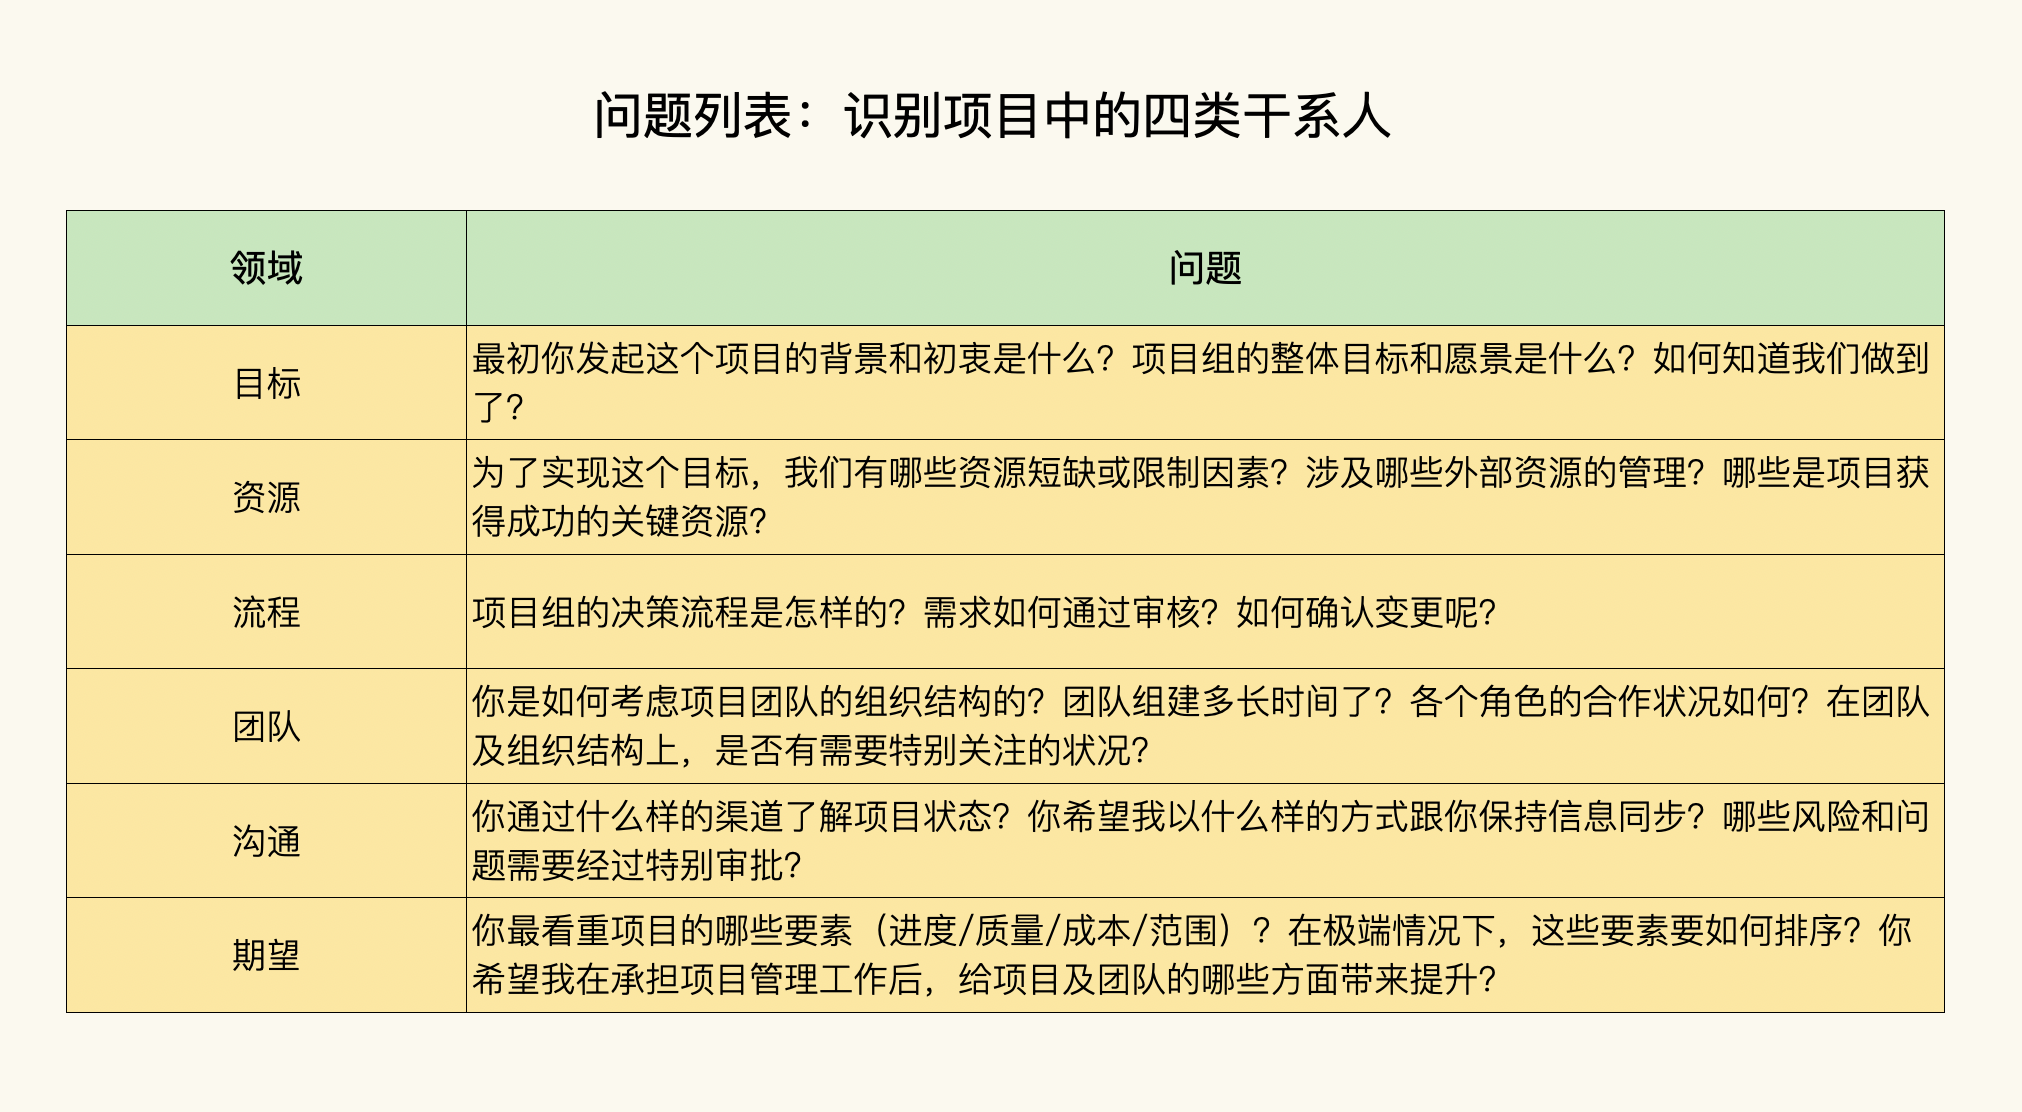 问题列表：识别项目中的四类干系人
领域
问题
目标
最初你发起这个项目的背景和初衷是什么？项目组的整体目标和愿景是什么？如何知道我们做到
了？
资源
为了实现这个目标，我们有哪些资源短缺或限制因素？涉及哪些外部资源的管理？哪些是项目获
得成功的关键资源？
流程
项目组的决策流程是怎样的？需求如何通过审核？如何确认变更呢？
团队
你是如何考虑项目团队的组织结构的？团队组建多长时间了？各个角色的合作状况如何？在团队
及组织结构上，是否有需要特别关注的状况？
沟通
你通过什么样的渠道了解项目状态？你希望我以什么样的方式跟你保持信息同步？哪些风险和问
题需要经过特别审批？
期望
你最看重项目的哪些要素（进度/质量/成本/范围）？在极端情况下，这些要素要如何排序？你
希望我在承担项目管理工作后，给项目及团队的哪些方面带来提升？